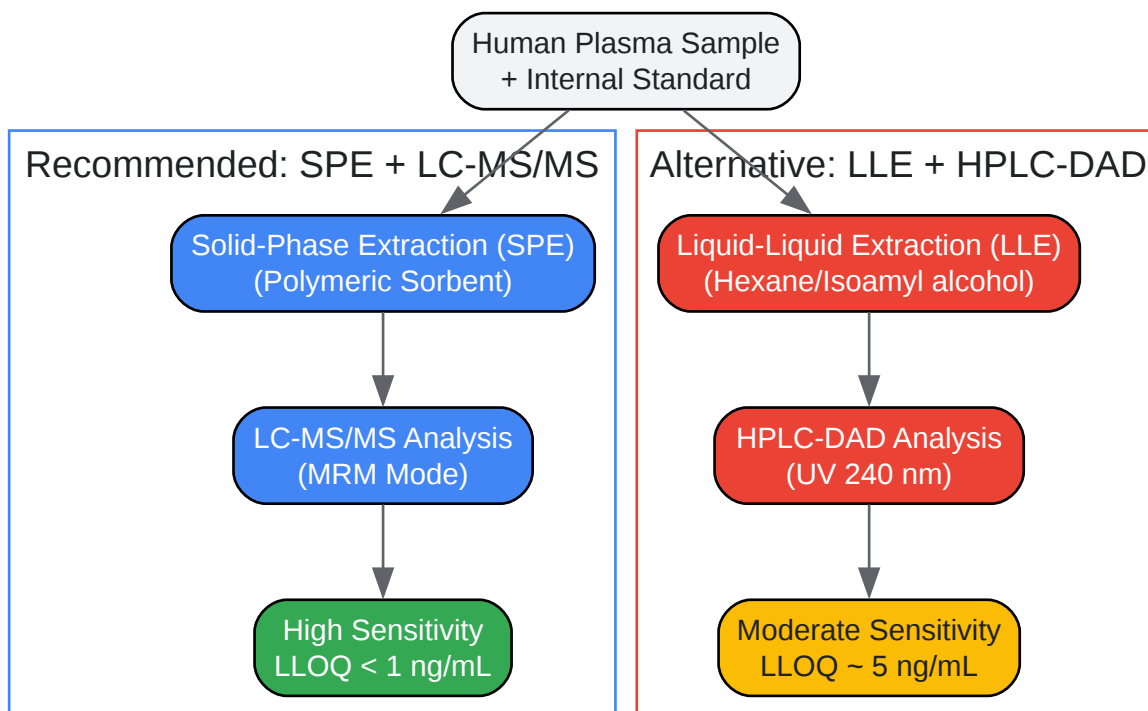 Human Plasma Sample
+ Internal Standard
Recommended: SPE + LC-MS/MS
Solid-Phase Extraction (SPE)
(Polymeric Sorbent)
LC-MS/MS Analysis
(MRM Mode)
High Sensitivity
LLOQ < 1 ng/mL
Alternative: LLE + HPLC-DAD
Liquid-Liquid Extraction (LLE)
(Hexane/Isoamyl alcohol)
HPLC-DAD Analysis
(UV 240 nm)
Moderate Sensitivity
LLOQ ~ 5 ng/mL